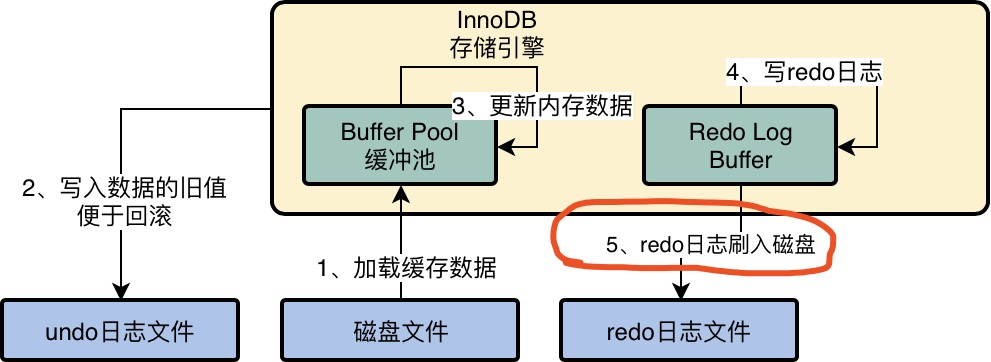 InnoDB
存储引擎
4、写redo日志
3、更新内存数据
Buffer Pool
缓冲池
Redo Log
Buffer
2、写入数据的旧值
便于回滚
5、redo日志刷入磁盘
1、加载缓存数据
undo日志文件
磁盘文件
redo日志文件